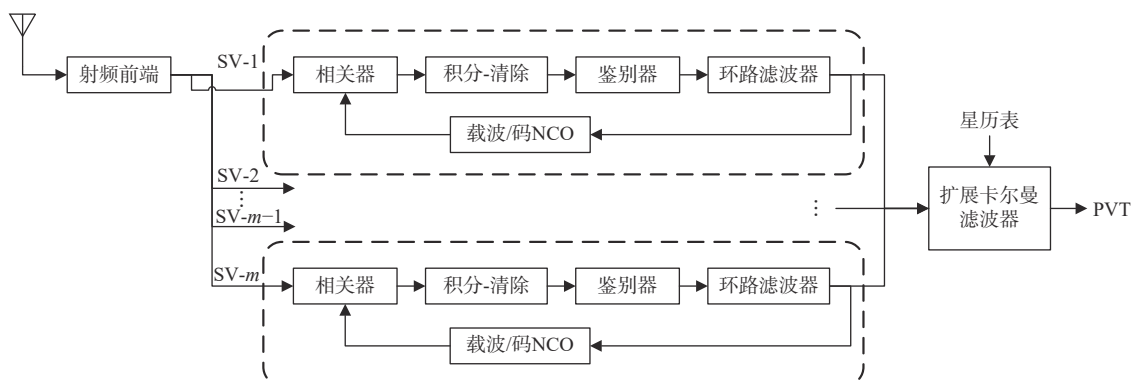 射频前端
SV-1
相关器
积分-清除
鉴别器
环路滤波器
载波/码NCO
SV-2
⋮
SV-m−1
⋮
SV-m
相关器
积分-清除
鉴别器
环路滤波器
载波/码NCO
星历表
扩展卡尔曼
滤波器
PVT